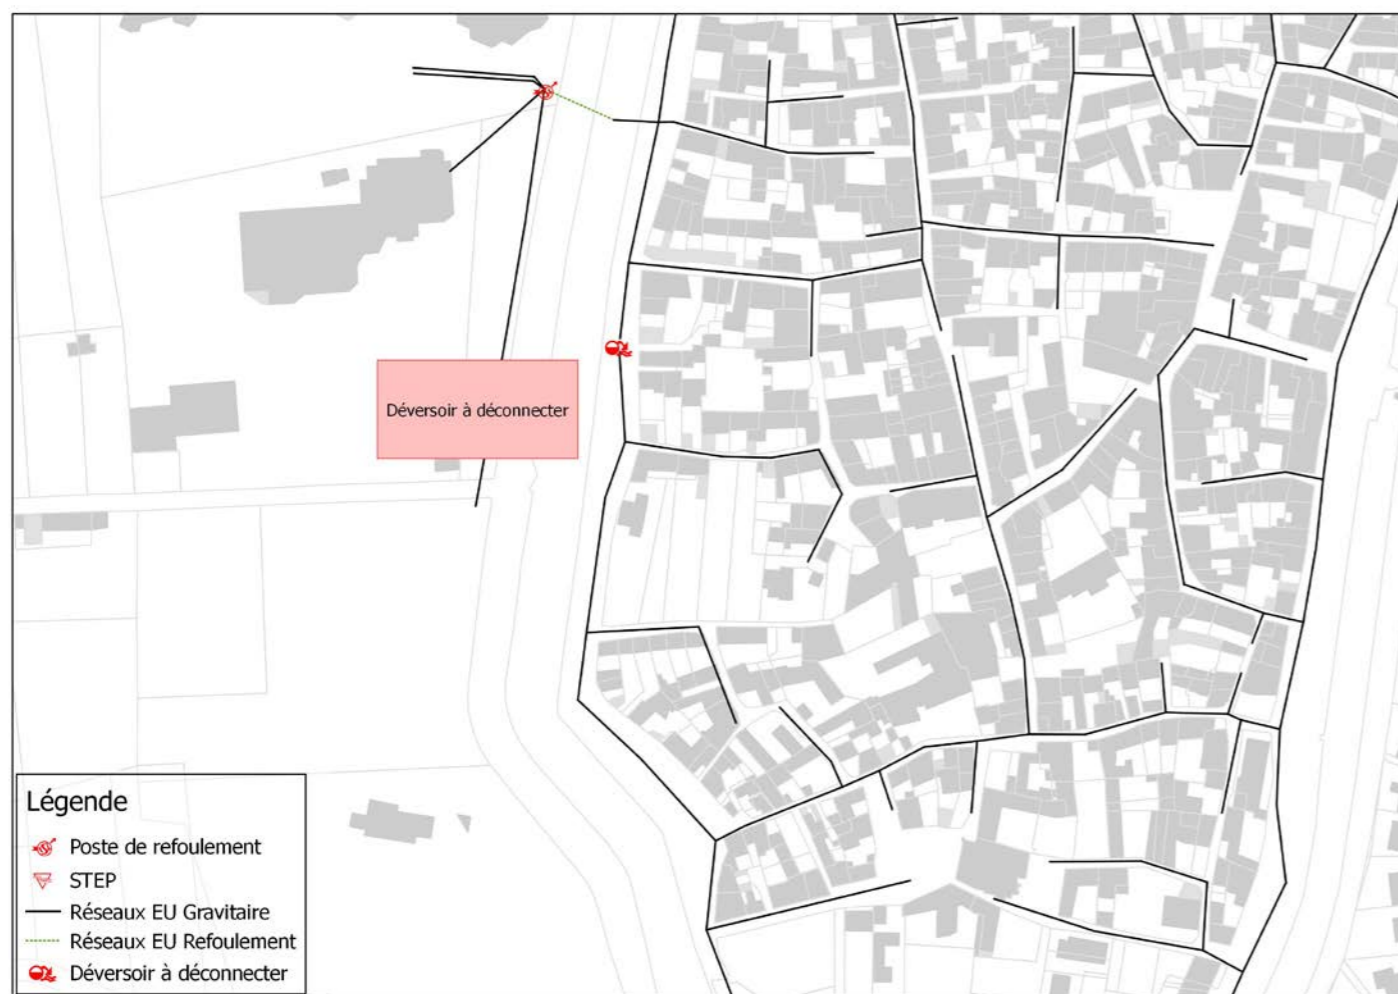 Déversoir à déconnecter
Légende
Poste de refoulement
STEP
Réseaux EU Gravitaire
Réseaux EU Refoulement
Déversoir à déconnecter